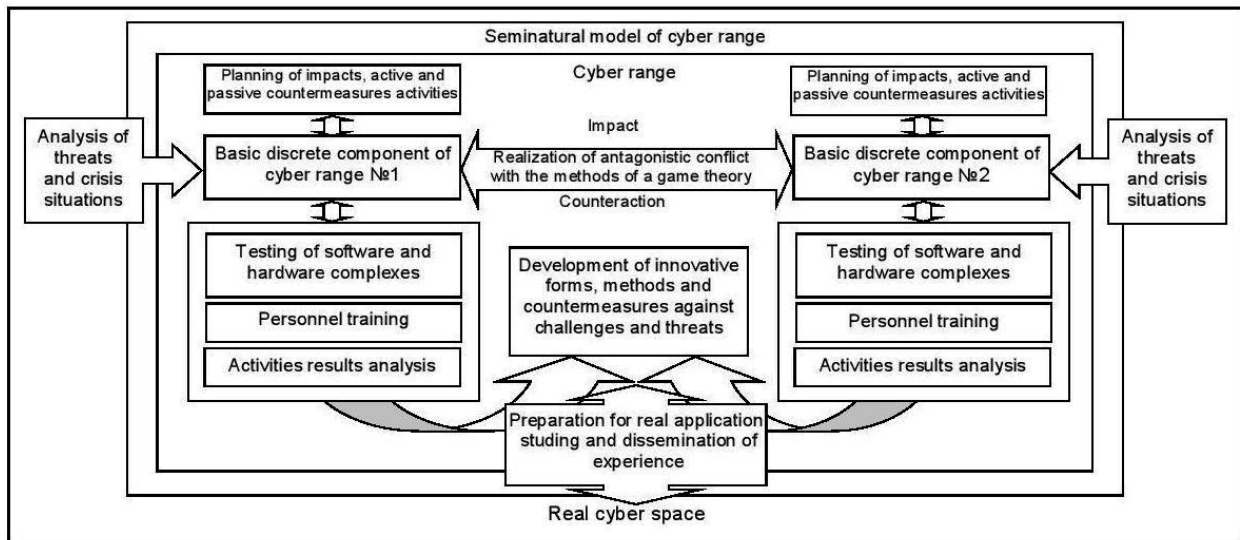 Seminatural model of cyber range
Cyber range
Planning of impacts, active and
passive countermeasures activities
Planning of impacts, active and
passive countermeasures activities
Analysis of
threats
and crisis
situations
Basic discrete component of
cyber range №1
Impact
Realization of antagonistic conflict
with the methods of a game theory
Counteraction
Basic discrete component of
cyber range №2
Analysis of
threats
and crisis
situations
Testing of software and
hardware complexes
Personnel training
Activities results analysis
Development of innovative
forms, methods and
countermeasures against
challenges and threats
Testing of software and
hardware complexes
Personnel training
Activities results analysis
Preparation for real application
studing and dissemination of
experience
Real cyber space